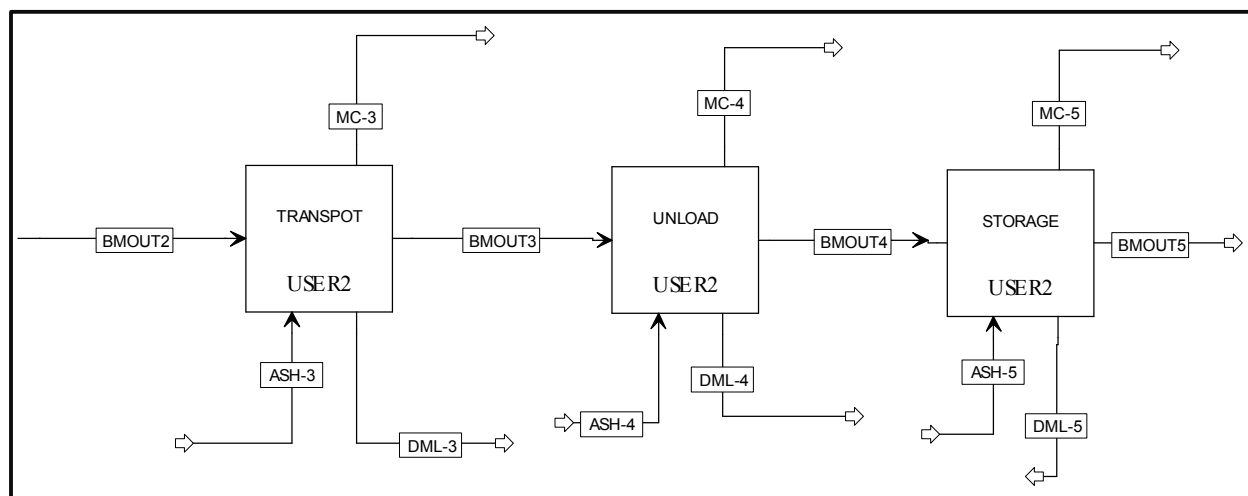 MC-3
MC-4
MC-5
TRANSPOT
UNLOAD
STORAGE
BMOUT2
BMOUT3
BMOUT4
BMOUT5
USER2
USER2
USER2
ASH-3
DML-4
ASH-5
ASH-4
DML-3
DML-5